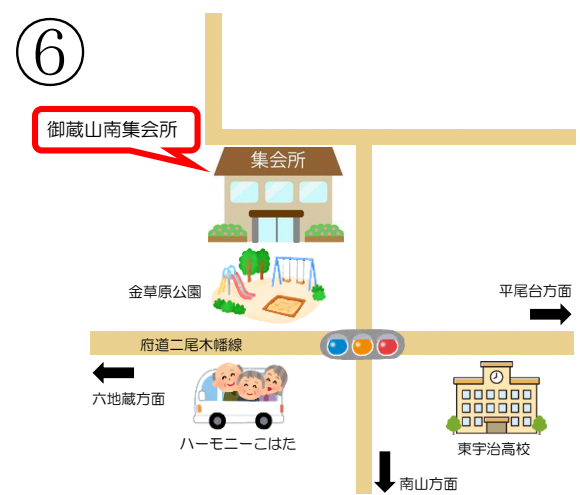 ⑥
御蔵山南集会所
集会所
金草原公園
平尾台方面
府道二尾木幡線
六地蔵方面
ハーモニーこはた
東宇治高校
南山方面